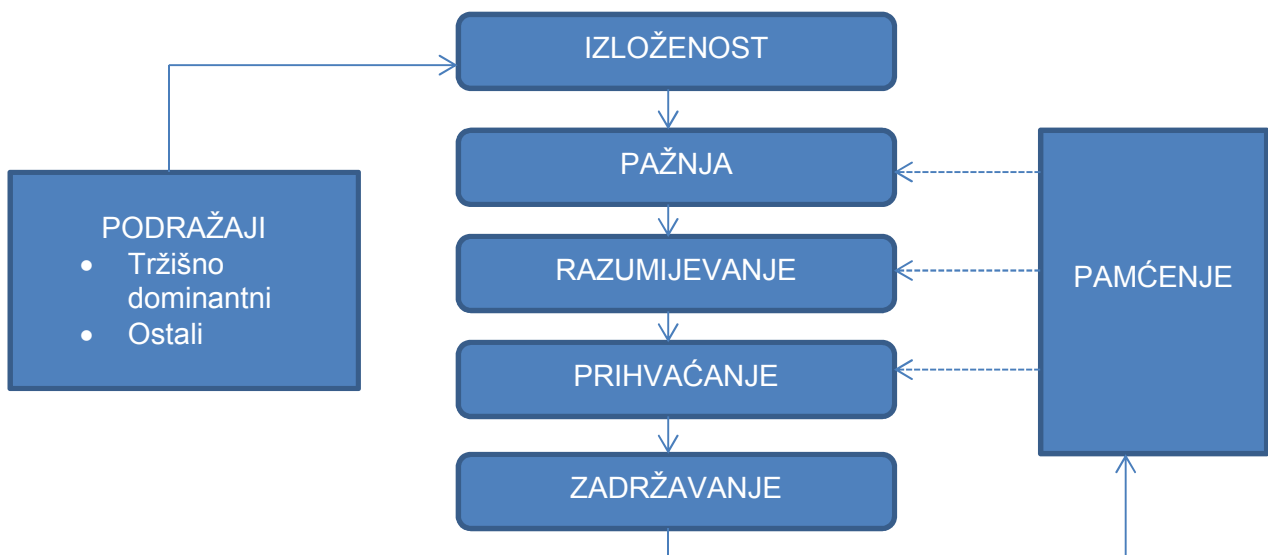 IZLOŽENOST
PAŽNJA
PODRAŽAJI
• Tržišno
dominantni
• Ostali
RAZUMIJEVANJE
PAMĆENJE
PRIHVAĆANJE
ZADRŽAVANJE